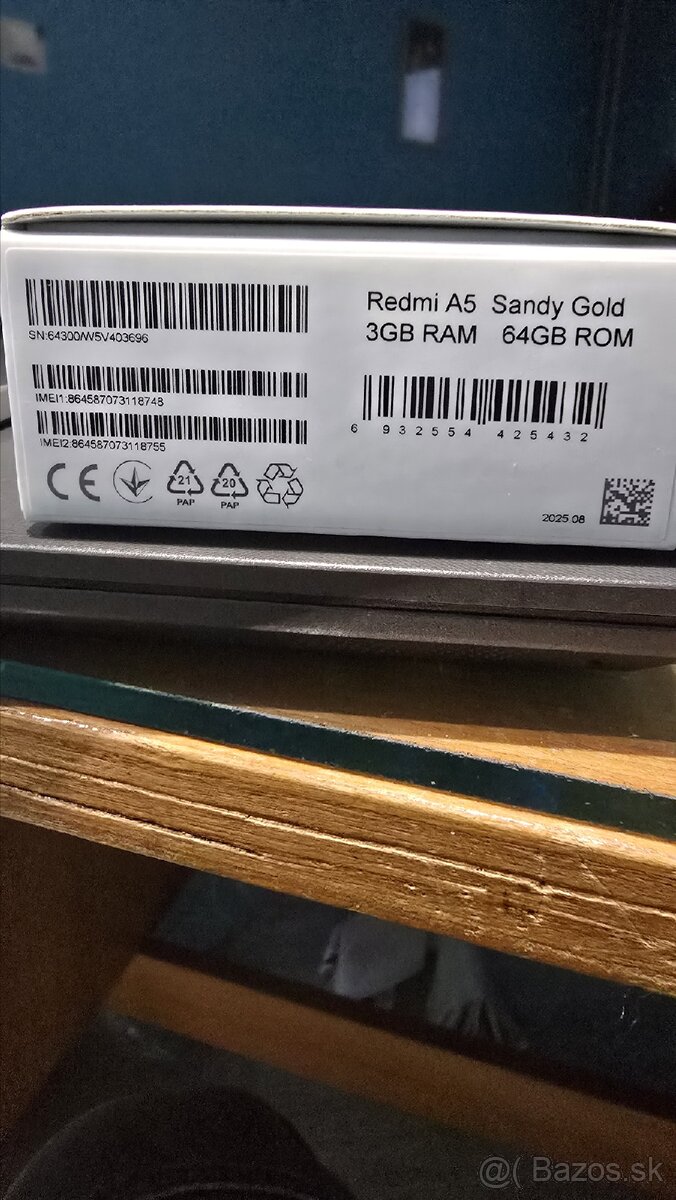 SN:64300/W5V403696
IMEI1:864587073118748
IMEI2:864587073118755
CE
21
PAP
20
PAP
Redmi A5 Sandy Gold
3GB RAM 64GB ROM
6 932554 425432
2025.08
@( Bazos.sk